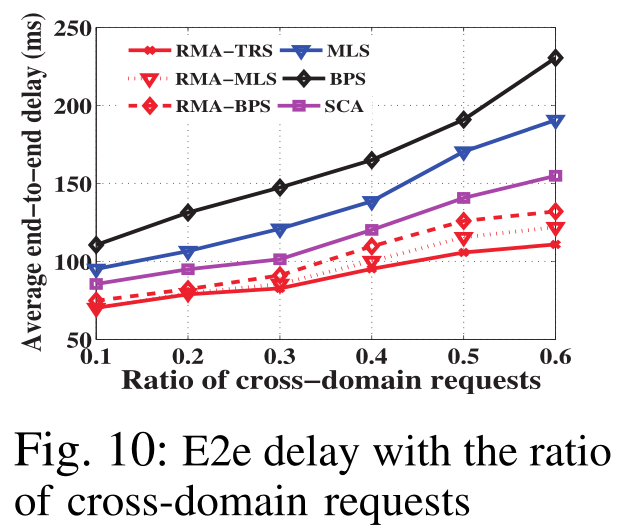 250
200
150
100
50
Average end-to-end delay (ms)
RMA-TRS MLS
RMA-MLS BPS
RMA-BPS SCA
0.1 0.2 0.3 0.4 0.5 0.6
Ratio of cross-domain requests
Fig. 10: E2e delay with the ratio
of cross-domain requests